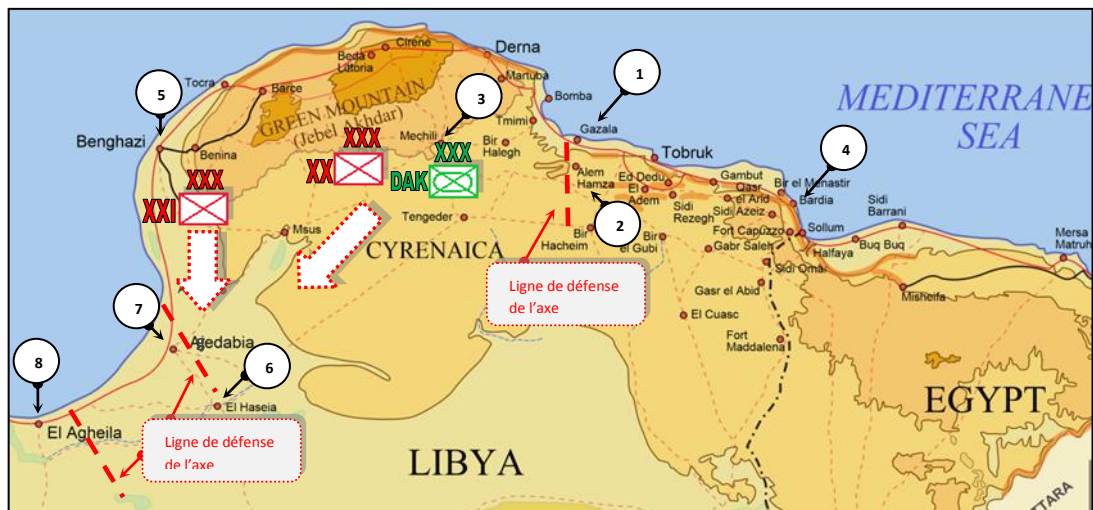 Cirene
Derna
Beda
Littoria
Martuba
Tocra
Barce
GREEN MOUNTAIN
(Jebel Akhdar)
Bomba
1
5
3
Tmimi
Gazala
MEDITERRANE
SEA
Mechili
Bir
Halegh
Benghazi
Benina
XXX
XX
XXX
DAK
Tobruk
4
Alem
Hamza
Ed Dedu
El
Adem
Gambut
Qasr
el Arid
Bir el Menastir
Bardia
Sidi
Rezegh
Sidi Azeiz
Sidi
Barrani
XXX
XXI
Tengeder
2
Fort Capuzzo
Sollum
Mersa
Matruh
Msus
CYRENAICA
Bir
Hacheim
Bir
el Gubi
Gabr Saleh
Halfaya
Buq Buq
Sidi Omar
Ligne de défense
de l'axe
Gasr el Abid
Misheifa
7
El Cuasc
Fort
Maddalena
Agedabia
8
6
El Haseia
EGYPT
El Agheila
Ligne de défense
de l'axe
LIBYA
TTARA